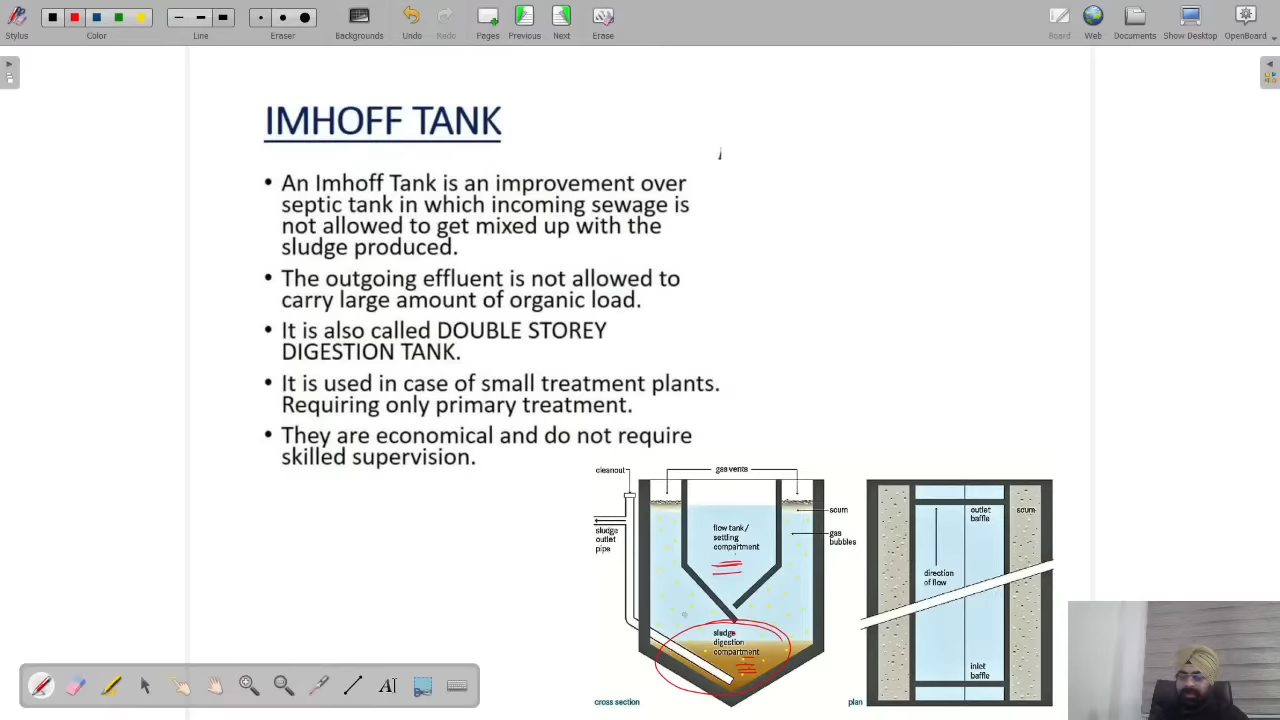 Stylus
Color
Line
Eraser
Backgrounds
Undo
Redo
Pages
Previous
Next
Erase
Board
Web
Documents
Show Desktop
OpenBoard
IMHOFF TANK
• An Imhoff Tank is an improvement over
septic tank in which incoming sewage is
not allowed to get mixed up with the
sludge produced.
• The outgoing effluent is not allowed to
carry large amount of organic load.
• It is also called DOUBLE STOREY
DIGESTION TANK.
• It is used in case of small treatment plants.
Requiring only primary treatment.
• They are economical and do not require
skilled supervision.
cleanout
gas vents
sludge
outlet
pipe
flow tank/
settling
compartment
scum
gas
bubbles
sludge
digestion
compartment
cross section
outlet
baffle
scum
direction
of flow
inlet
baffle
plan